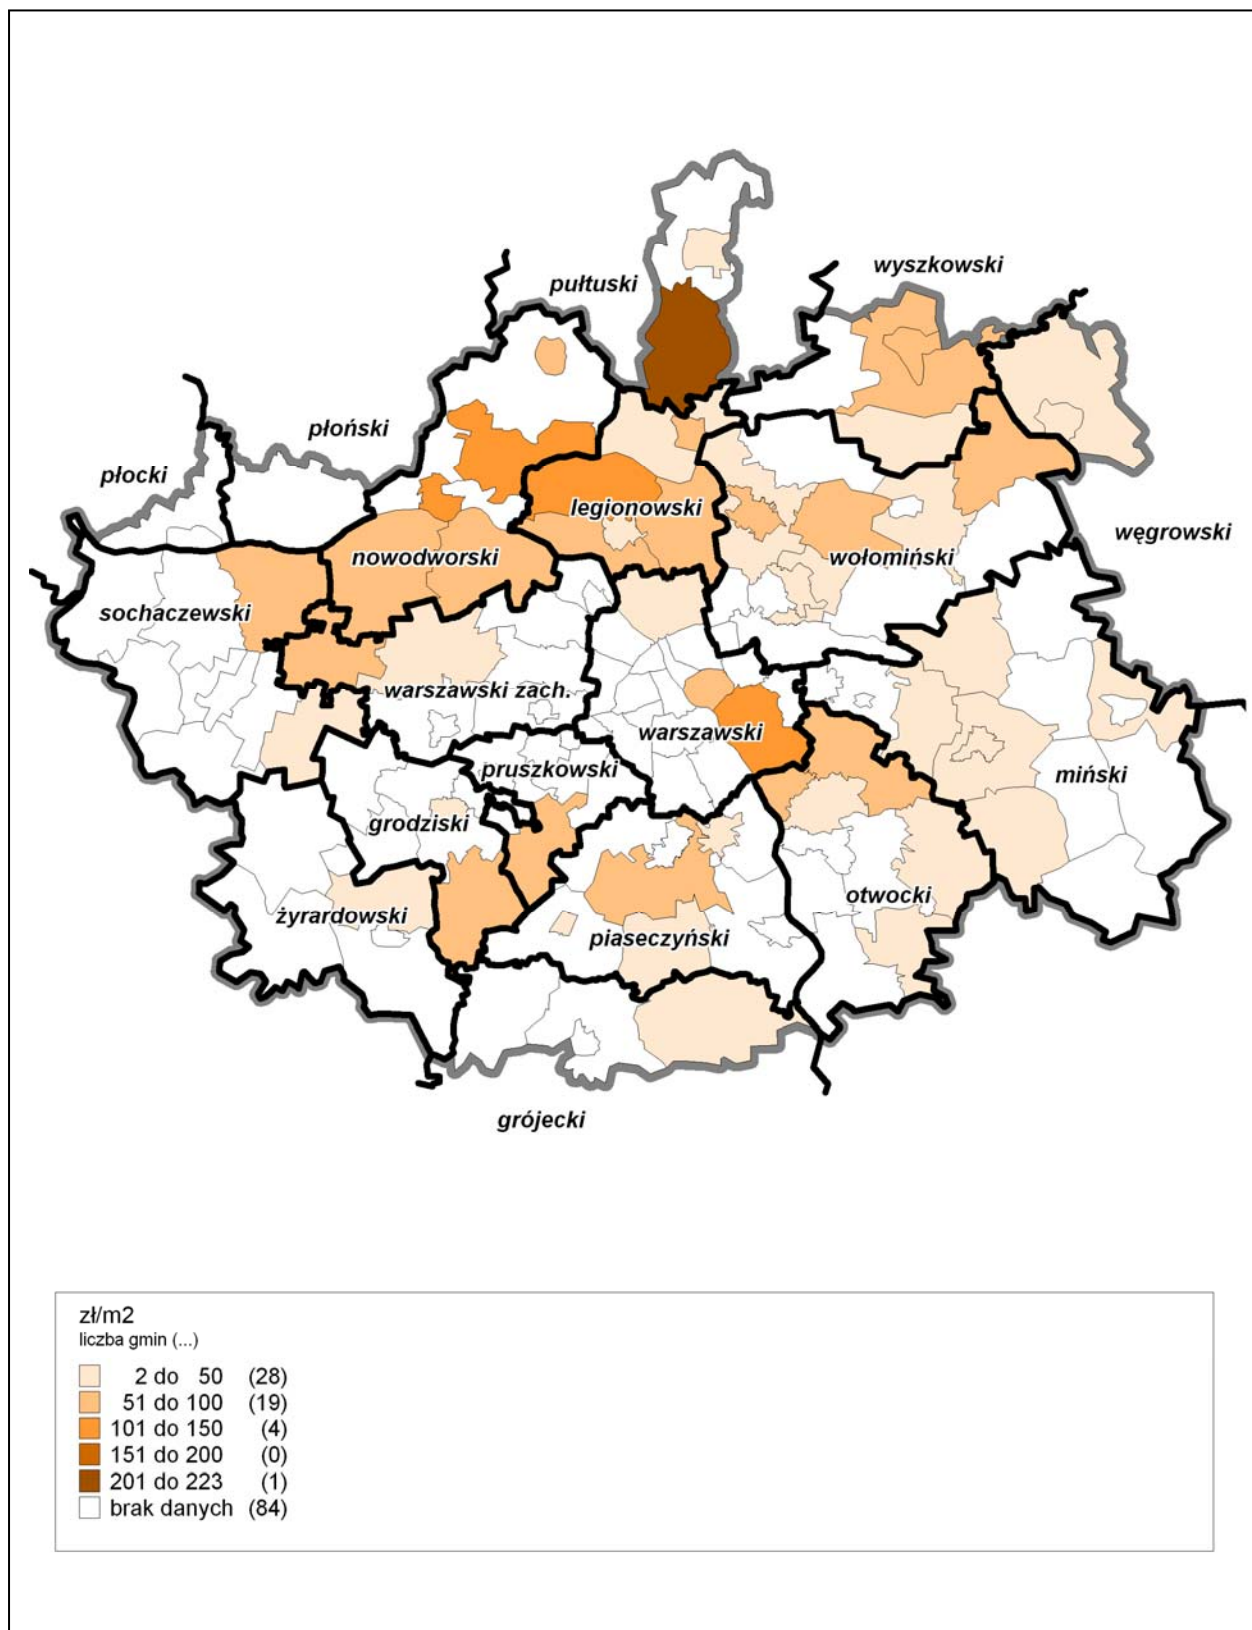 wyszkowski
pułtuski
płoński
płocki
legionowski
węgrowski
nowodworski
wołomiński
sochaczewski
warszawski zach.
warszawski
pruszkowski
miński
grodziski
otwocki
żyrardowski
piaseczyński
grójecki
zł/m2
liczba gmin (...)
2 do 50 (28)
51 do 100 (19)
101 do 150 (4)
151 do 200 (0)
201 do 223 (1)
brak danych (84)